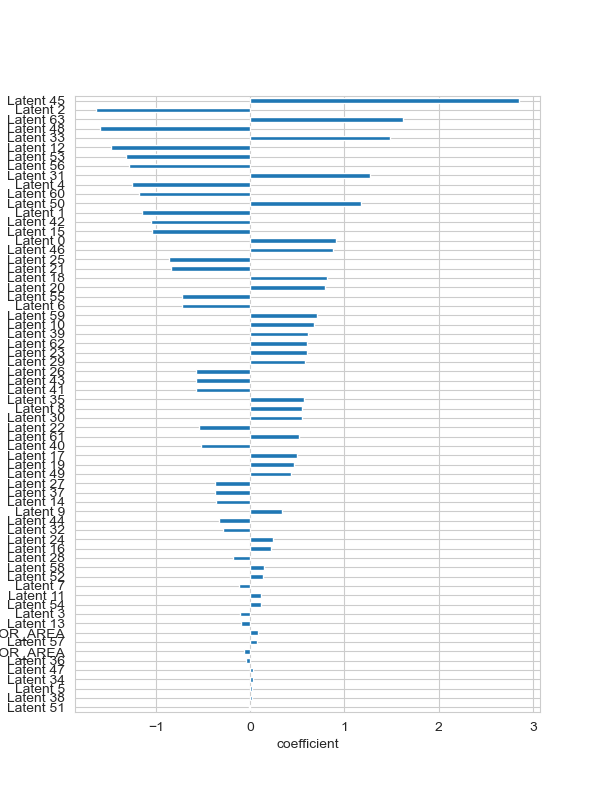 Latent 45
Latent 2
Latent 63
Latent 48
Latent 33
Latent 12
Latent 53
Latent 56
Latent 31
Latent 4
Latent 60
Latent 50
Latent 1
Latent 42
Latent 15
Latent 0
Latent 46
Latent 25
Latent 21
Latent 18
Latent 20
Latent 55
Latent 6
Latent 59
Latent 10
Latent 39
Latent 62
Latent 23
Latent 29
Latent 26
Latent 43
Latent 41
Latent 35
Latent 8
Latent 30
Latent 22
Latent 61
Latent 40
Latent 17
Latent 19
Latent 49
Latent 27
Latent 37
Latent 14
Latent 9
Latent 44
Latent 32
Latent 24
Latent 16
Latent 28
Latent 58
Latent 52
Latent 7
Latent 11
Latent 54
Latent 3
Latent 13
OR_AREA
Latent 57
OR_AREA
Latent 36
Latent 47
Latent 34
Latent 5
Latent 38
Latent 51
−1 0 1 2 3
coefficient